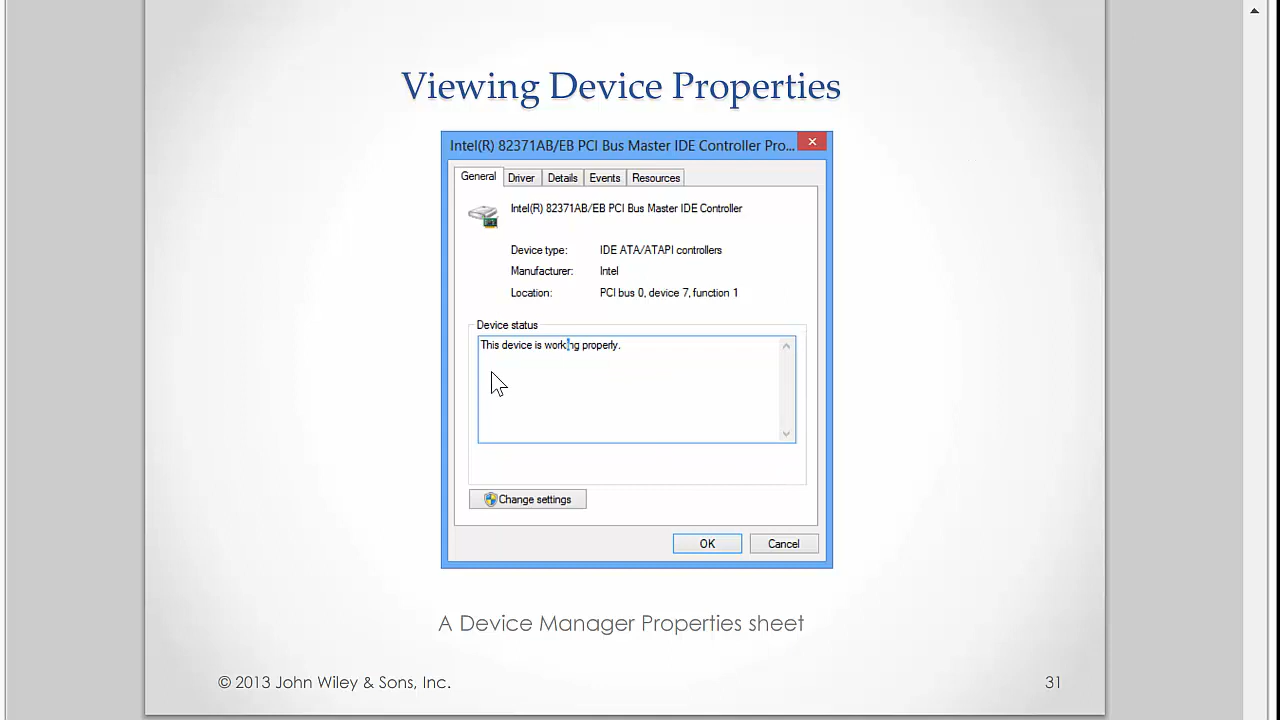 Viewing Device Properties
Intel(R) 82371AB/EB PCI Bus Master IDE Controller Pro...
General Driver Details Events Resources
Intel(R) 82371AB/EB PCI Bus Master IDE Controller
Device type: IDE ATA/ATAPI controllers
Manufacturer: Intel
Location: PCI bus 0, device 7, function 1
Device status
This device is working properly.
Change settings
OK Cancel
A Device Manager Properties sheet
© 2013 John Wiley & Sons, Inc. 31